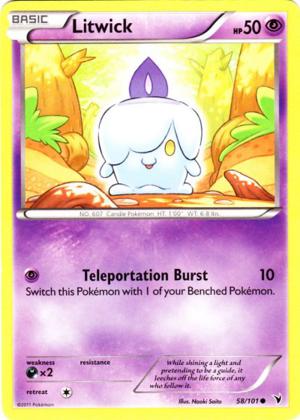 BASIC
Litwick HP 50
NO. 607 Candle Pokémon HT: 1'00" WT: 6.8 lbs.
Teleportation Burst 10
Switch this Pokémon with 1 of your Benched Pokémon.
weakness resistance
×2
retreat
While shining a light and
pretending to be a guide, it
leeches off the life force of any
who follow it.
©2011 Pokémon
Illus. Naoki Saito
58/101